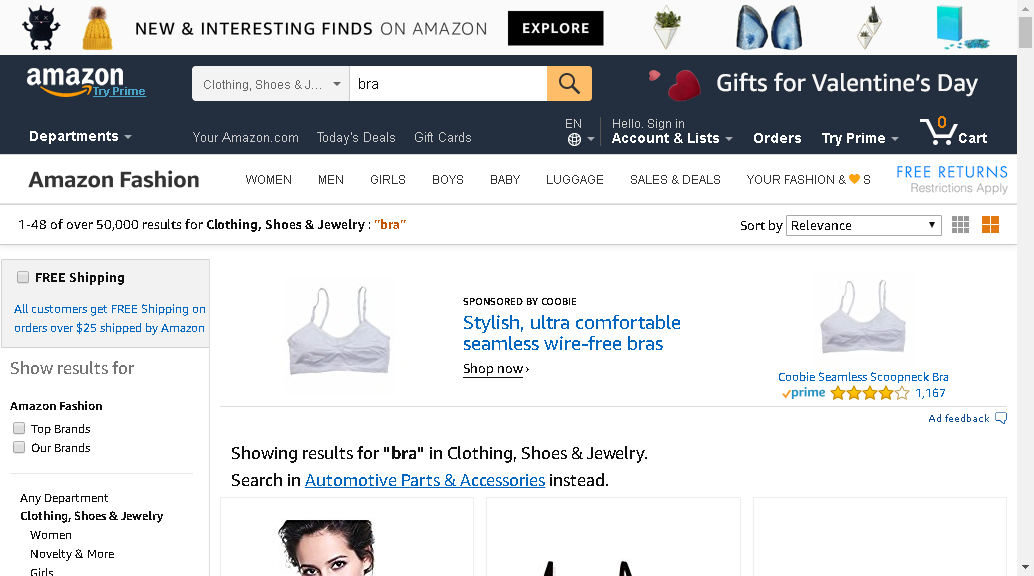 NEW & INTERESTING FINDS ON AMAZON EXPLORE
amazon
Try Prime
Clothing, Shoes & J...
bra
Gifts for Valentine's Day
Departments
Your Amazon.com Today's Deals Gift Cards
EN
Hello. Sign in
Account & Lists
Orders
Try Prime
0
Cart
Amazon Fashion
WOMEN MEN GIRLS BOYS BABY LUGGAGE SALES & DEALS YOUR FASHION & S
FREE RETURNS
Restrictions Apply
1-48 of over 50,000 results for Clothing, Shoes & Jewelry : "bra"
Sort by Relevance
FREE Shipping
All customers get FREE Shipping on
orders over $25 shipped by Amazon
Show results for
Amazon Fashion
Top Brands
Our Brands
Any Department
Clothing, Shoes & Jewelry
Women
Novelty & More
Girls
SPONSORED BY COOBIE
Stylish, ultra comfortable
seamless wire-free bras
Shop now ›
Coobie Seamless Scoopneck Bra
prime 1,167
Ad feedback
Showing results for "bra" in Clothing, Shoes & Jewelry.
Search in Automotive Parts & Accessories instead.